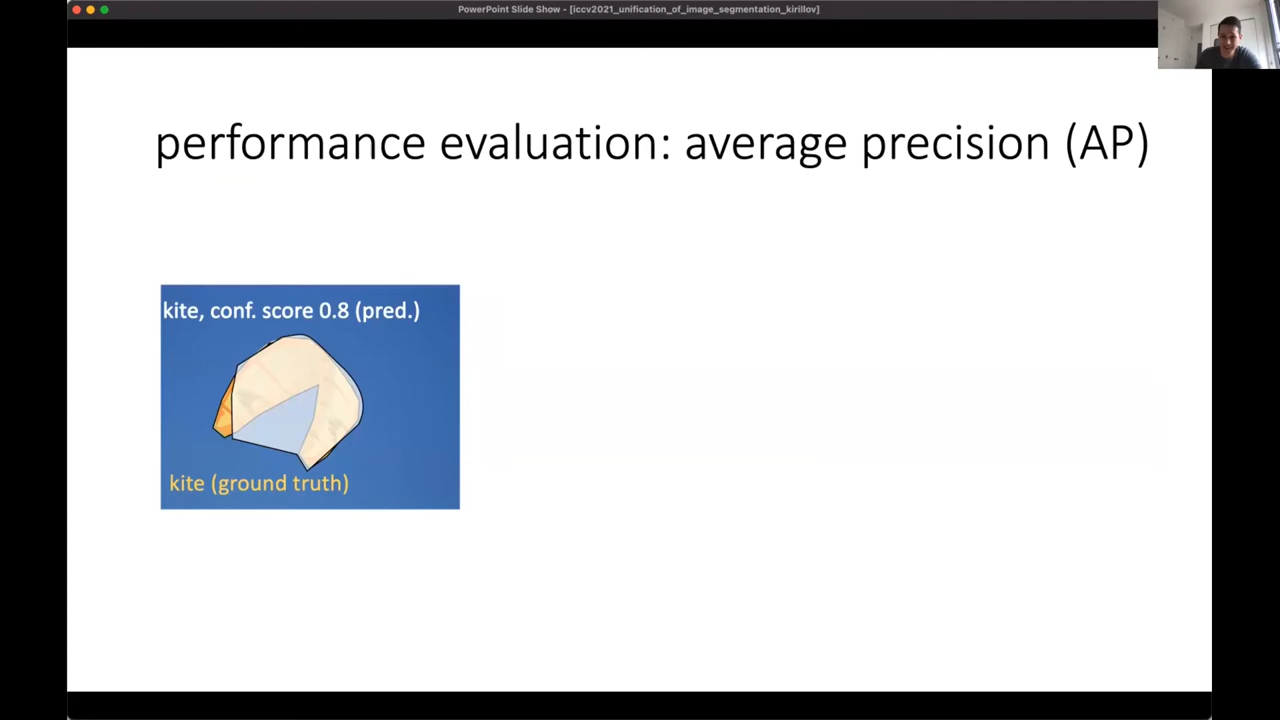 PowerPoint Slide Show - [iccv2021_unification_of_image_segmentation_kirillov]
performance evaluation: average precision (AP)
kite, conf. score 0.8 (pred.)
kite (ground truth)